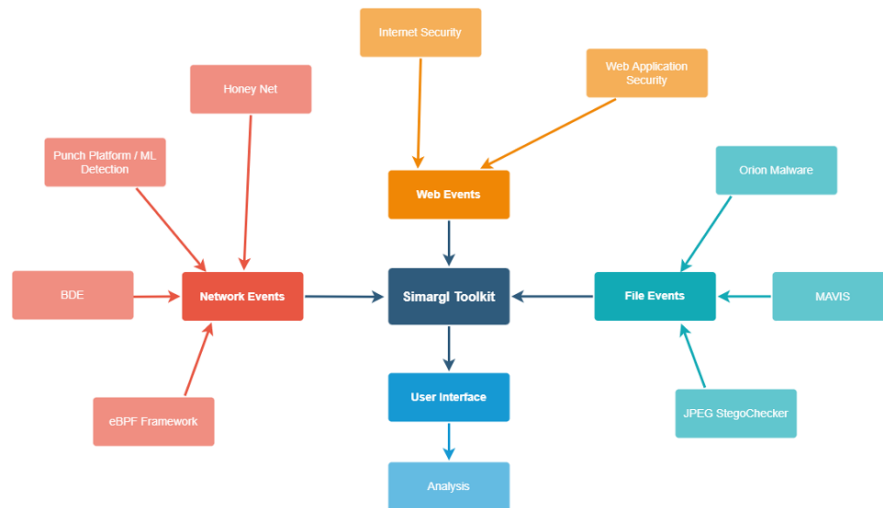 Internet Security
Web Application
Security
Honey Net
Punch Platform / ML
Detection
Orion Malware
Web Events
BDE
Network Events
Simargl Toolkit
File Events
MAVIS
User Interface
eBPF Framework
JPEG StegoChecker
Analysis